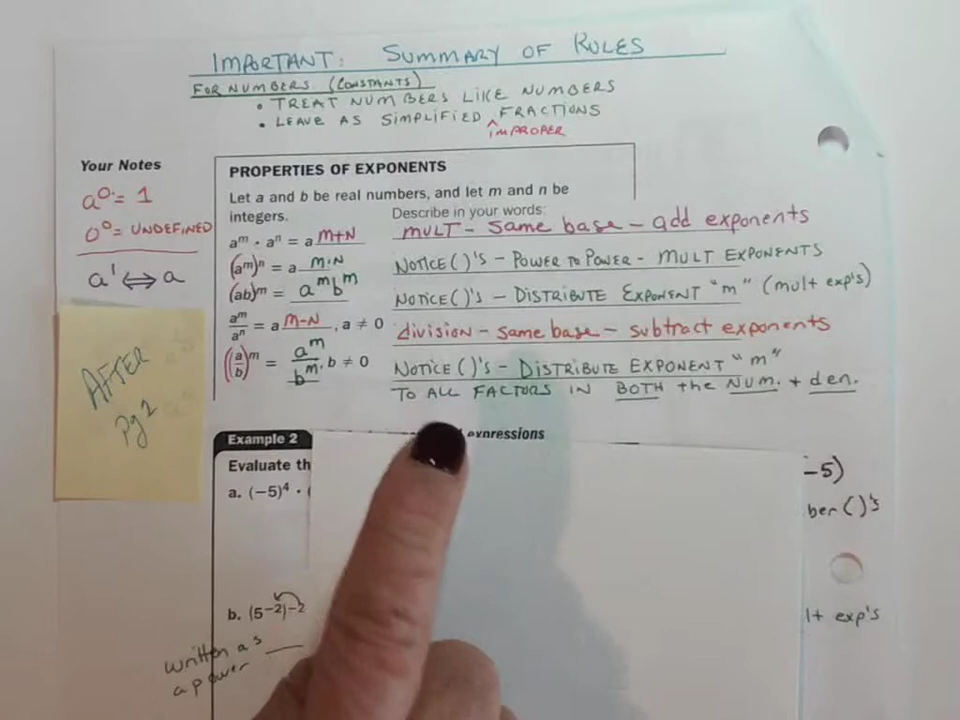 IMPORTANT: SUMMARY OF RULES
FOR NUMBERS (CONSTANTS)
• TREAT NUMBERS LIKE NUMBERS
• LEAVE AS SIMPLIFIED ^ FRACTIONS
IMPROPER
Your Notes
a⁰ = 1
0⁰ = UNDEFINED
a¹ ⇔ a
AFTER
pg 2
PROPERTIES OF EXPONENTS
Let a and b be real numbers, and let m and n be
integers.
Describe in your words:
aᵐ · aⁿ = a M+N MULT - same base - add exponents
(aᵐ)ⁿ = a M·N NOTICE ( )'S - POWER TO POWER - MULT EXPONENTS
(ab)ᵐ = aᵐbᵐ NOTICE ( )'S - DISTRIBUTE EXPONENT "m" (mult exp's)
aᵐ/aⁿ = a M-N, a ≠ 0 division - same base - subtract exponents
(a/b)ᵐ = aᵐ/bᵐ, b ≠ 0 NOTICE ( )'S - DISTRIBUTE EXPONENT "m"
TO ALL FACTORS IN BOTH the NUM. + den.
Example 2 expressions
Evaluate th
a. (−5)⁴ · (
-5)
ber ( )'s
b. (5⁻²)⁻²
lt exp's
written as
a power